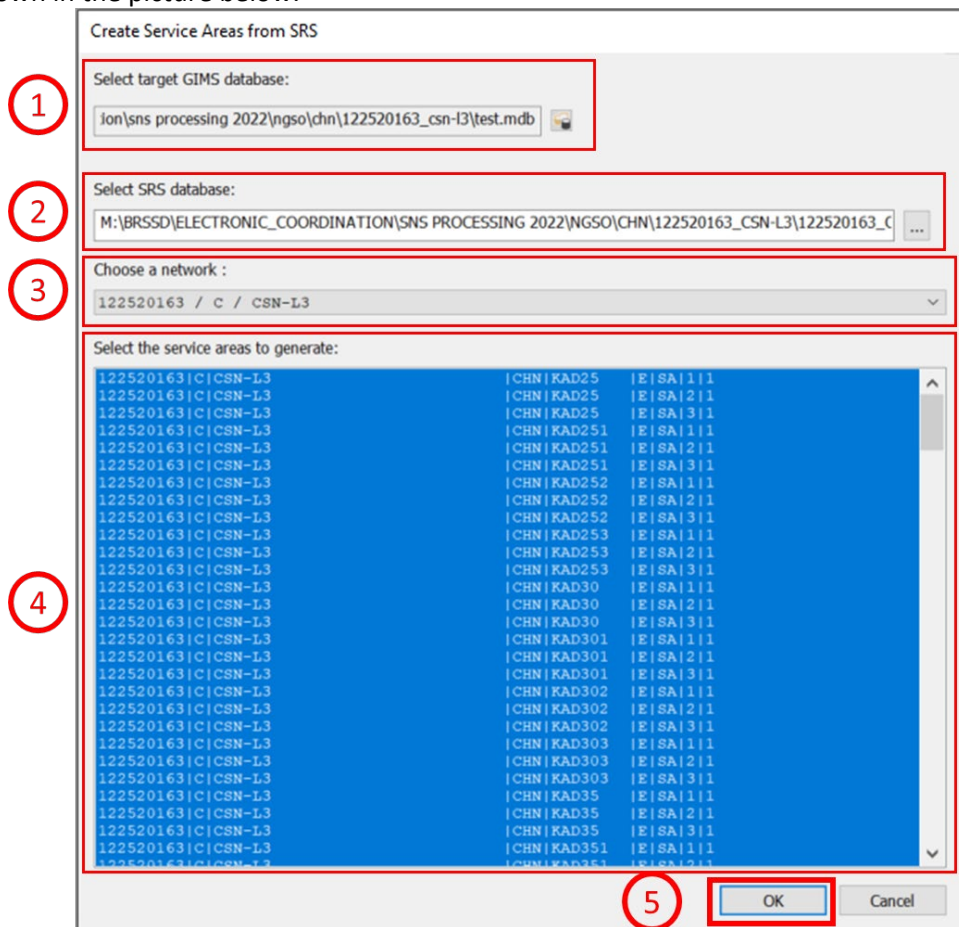 own in the picture below.
Create Service Areas from SRS
1
Select target GIMS database:
ion\sns processing 2022\ngso\chn\122520163_csn-l3\test.mdb
2
Select SRS database:
M:\BRSSD\ELECTRONIC_COORDINATION\SNS PROCESSING 2022\NGSO\CHN\122520163_CSN-L3\122520163_C ...
3
Choose a network :
122520163 / C / CSN-L3
4
Select the service areas to generate:
122520163|C|CSN-L3 |CHN|KAD25 |E|SA|1|1
122520163|C|CSN-L3 |CHN|KAD25 |E|SA|2|1
122520163|C|CSN-L3 |CHN|KAD25 |E|SA|3|1
122520163|C|CSN-L3 |CHN|KAD251 |E|SA|1|1
122520163|C|CSN-L3 |CHN|KAD251 |E|SA|2|1
122520163|C|CSN-L3 |CHN|KAD251 |E|SA|3|1
122520163|C|CSN-L3 |CHN|KAD252 |E|SA|1|1
122520163|C|CSN-L3 |CHN|KAD252 |E|SA|2|1
122520163|C|CSN-L3 |CHN|KAD252 |E|SA|3|1
122520163|C|CSN-L3 |CHN|KAD253 |E|SA|1|1
122520163|C|CSN-L3 |CHN|KAD253 |E|SA|2|1
122520163|C|CSN-L3 |CHN|KAD253 |E|SA|3|1
122520163|C|CSN-L3 |CHN|KAD30 |E|SA|1|1
122520163|C|CSN-L3 |CHN|KAD30 |E|SA|2|1
122520163|C|CSN-L3 |CHN|KAD30 |E|SA|3|1
122520163|C|CSN-L3 |CHN|KAD301 |E|SA|1|1
122520163|C|CSN-L3 |CHN|KAD301 |E|SA|2|1
122520163|C|CSN-L3 |CHN|KAD301 |E|SA|3|1
122520163|C|CSN-L3 |CHN|KAD302 |E|SA|1|1
122520163|C|CSN-L3 |CHN|KAD302 |E|SA|2|1
122520163|C|CSN-L3 |CHN|KAD302 |E|SA|3|1
122520163|C|CSN-L3 |CHN|KAD303 |E|SA|1|1
122520163|C|CSN-L3 |CHN|KAD303 |E|SA|2|1
122520163|C|CSN-L3 |CHN|KAD303 |E|SA|3|1
122520163|C|CSN-L3 |CHN|KAD35 |E|SA|1|1
122520163|C|CSN-L3 |CHN|KAD35 |E|SA|2|1
122520163|C|CSN-L3 |CHN|KAD35 |E|SA|3|1
122520163|C|CSN-L3 |CHN|KAD351 |E|SA|1|1
122520163|C|CSN-L3 |CHN|KAD351 |E|SA|2|1
5
OK Cancel